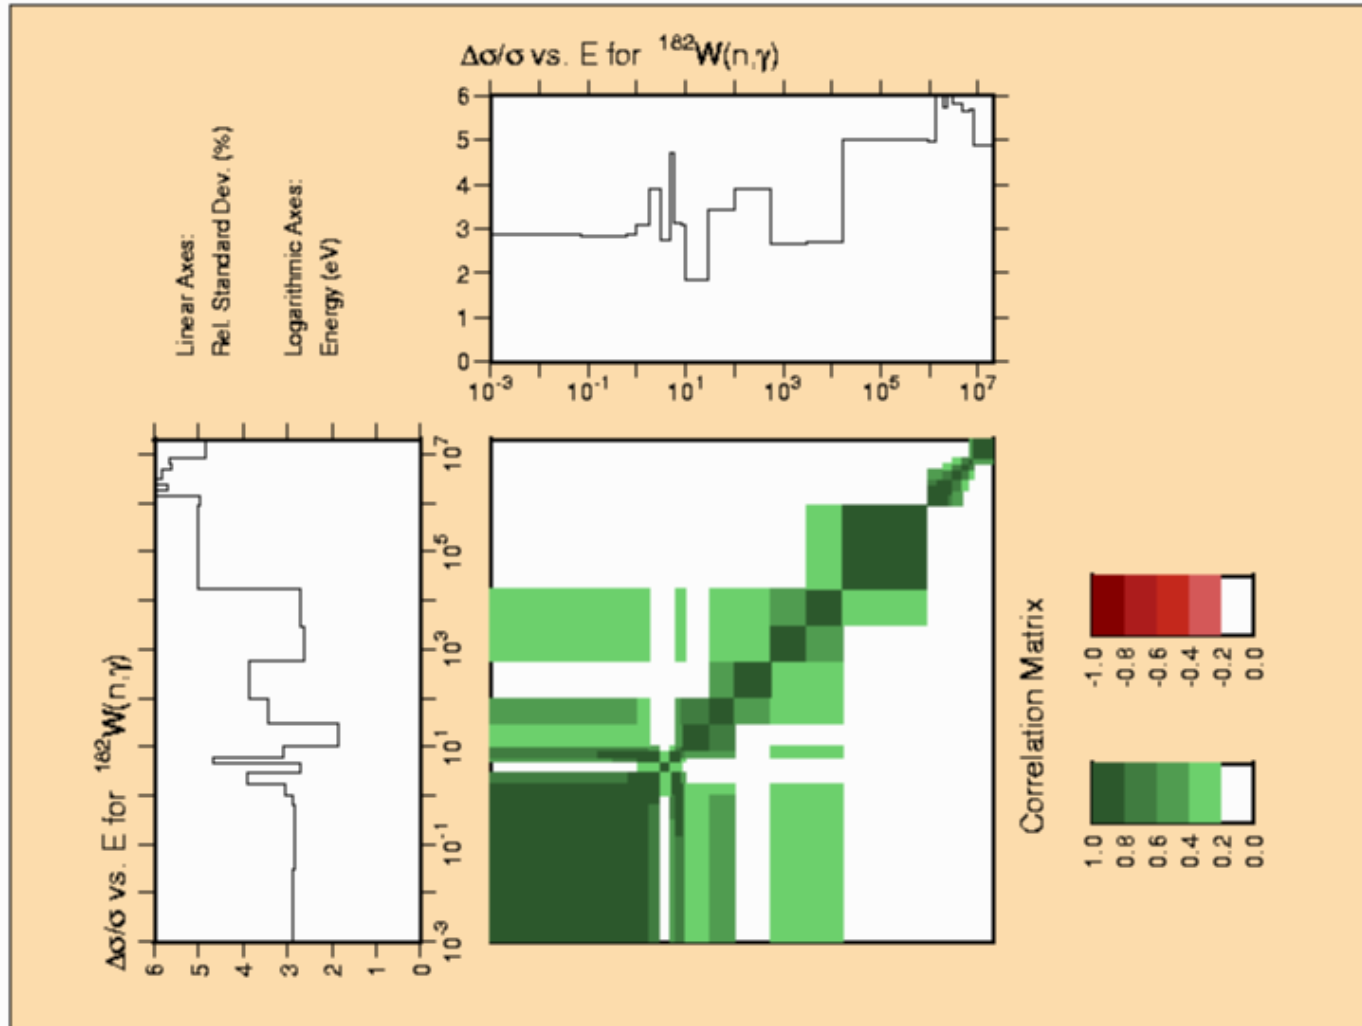 Δσ/σ vs. E for ¹⁸²W(n,γ)
6
5
4
3
2
1
0
10⁻³ 10⁻¹ 10¹ 10³ 10⁵ 10⁷
Linear Axes:
Rel. Standard Dev. (%)
Logarithmic Axes:
Energy (eV)
Δσ/σ vs. E for ¹⁸²W(n,γ)
6 5 4 3 2 1 0
10⁷
10⁵
10³
10¹
10⁻¹
10⁻³
Correlation Matrix
-1.0 -0.8 -0.6 -0.4 -0.2 0.0
1.0 0.8 0.6 0.4 0.2 0.0